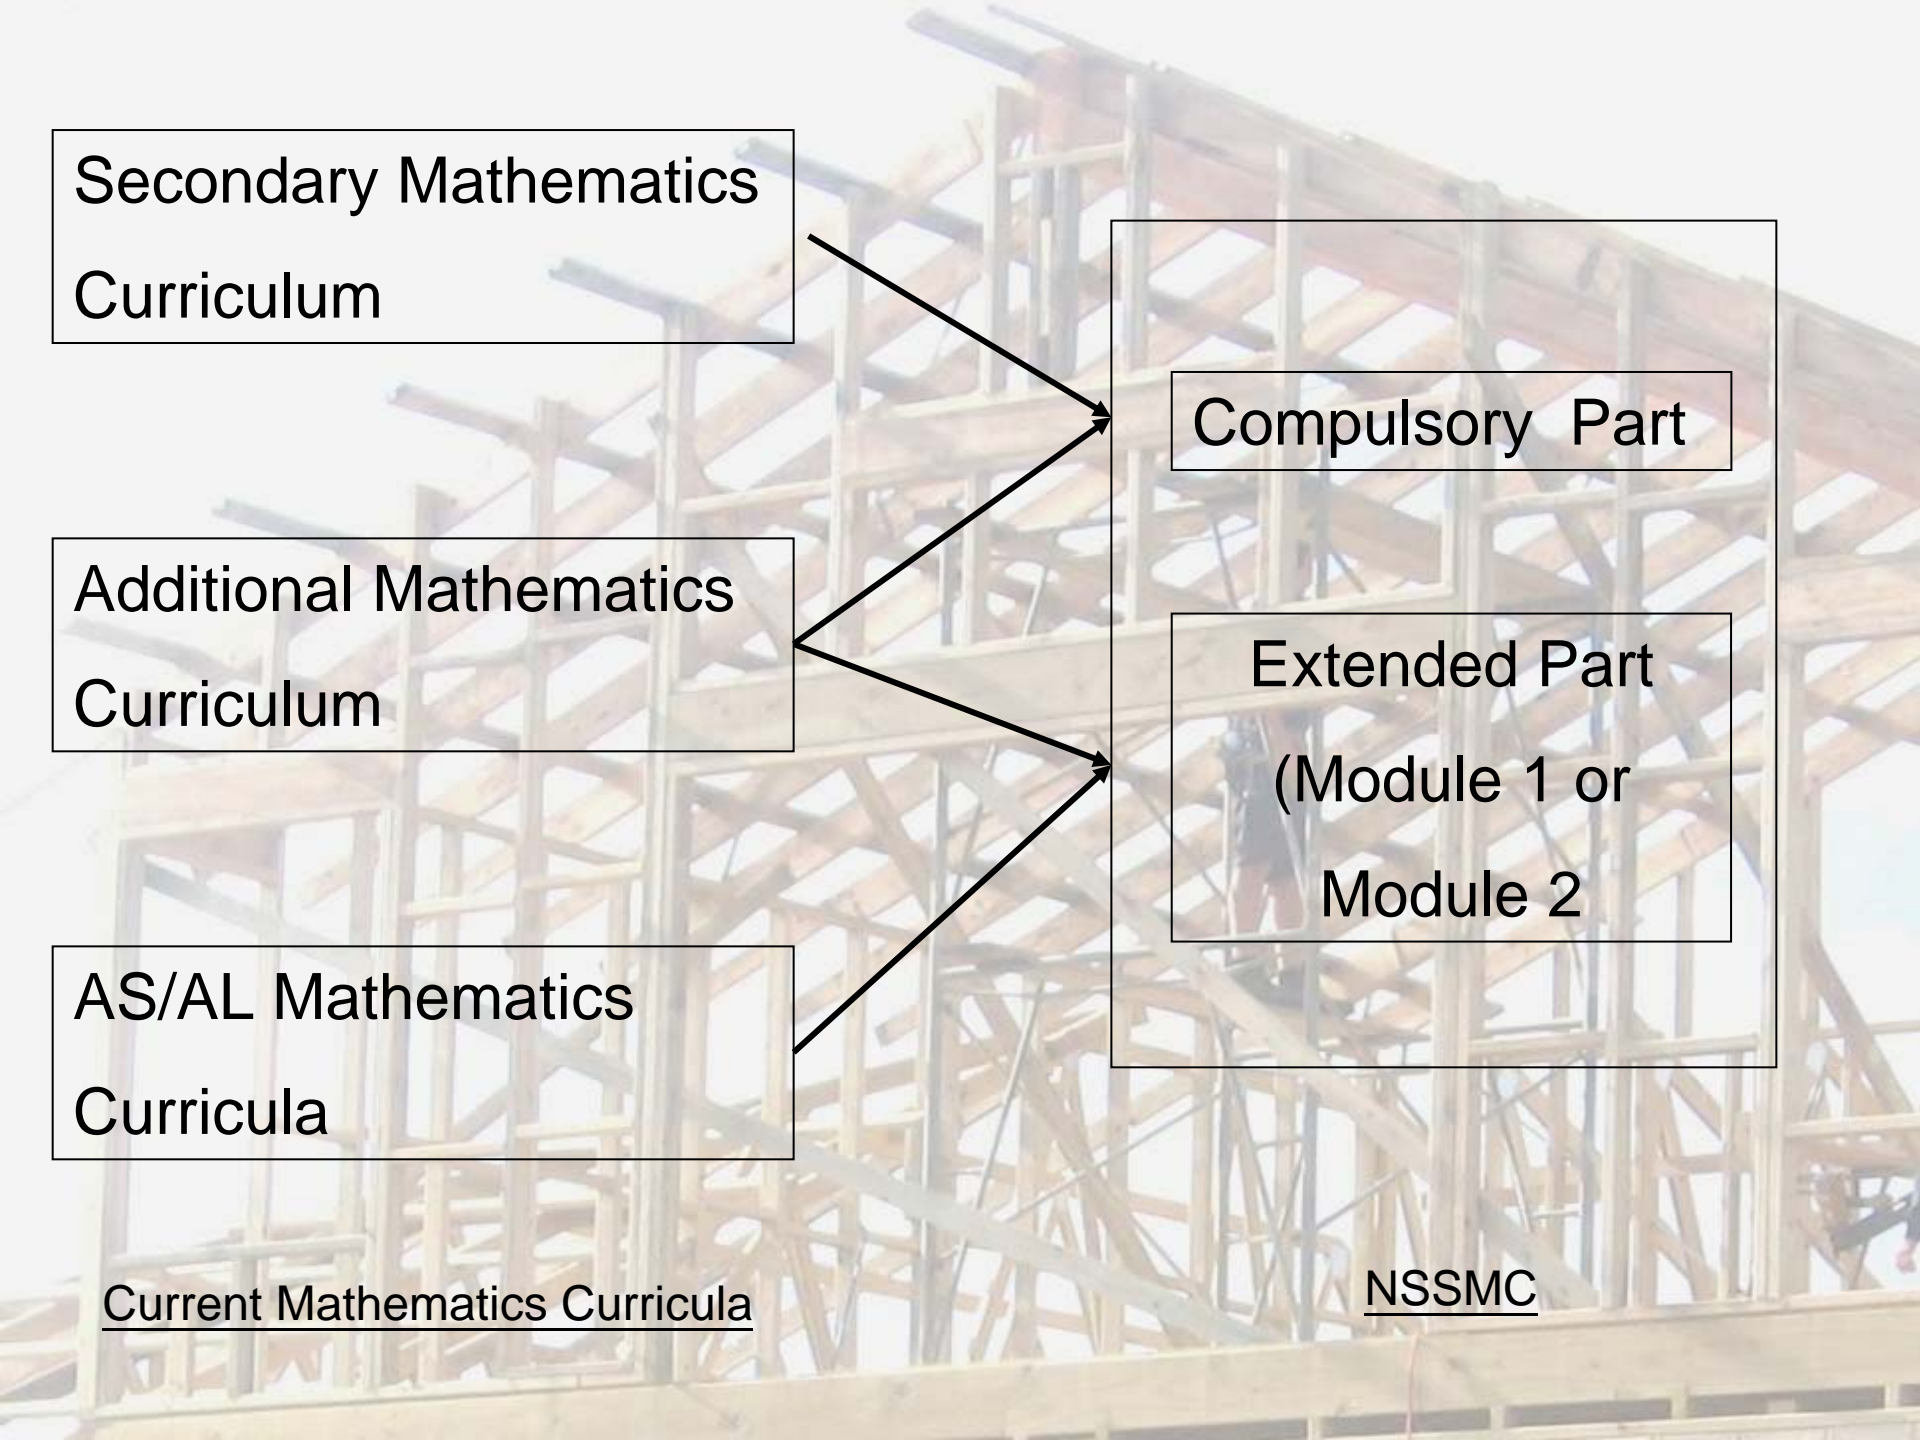 Secondary Mathematics
Curriculum
Additional Mathematics
Curriculum
AS/AL Mathematics
Curricula
Current Mathematics Curricula
Compulsory  Part
Extended Part
(Module 1 or
Module 2
NSSMC